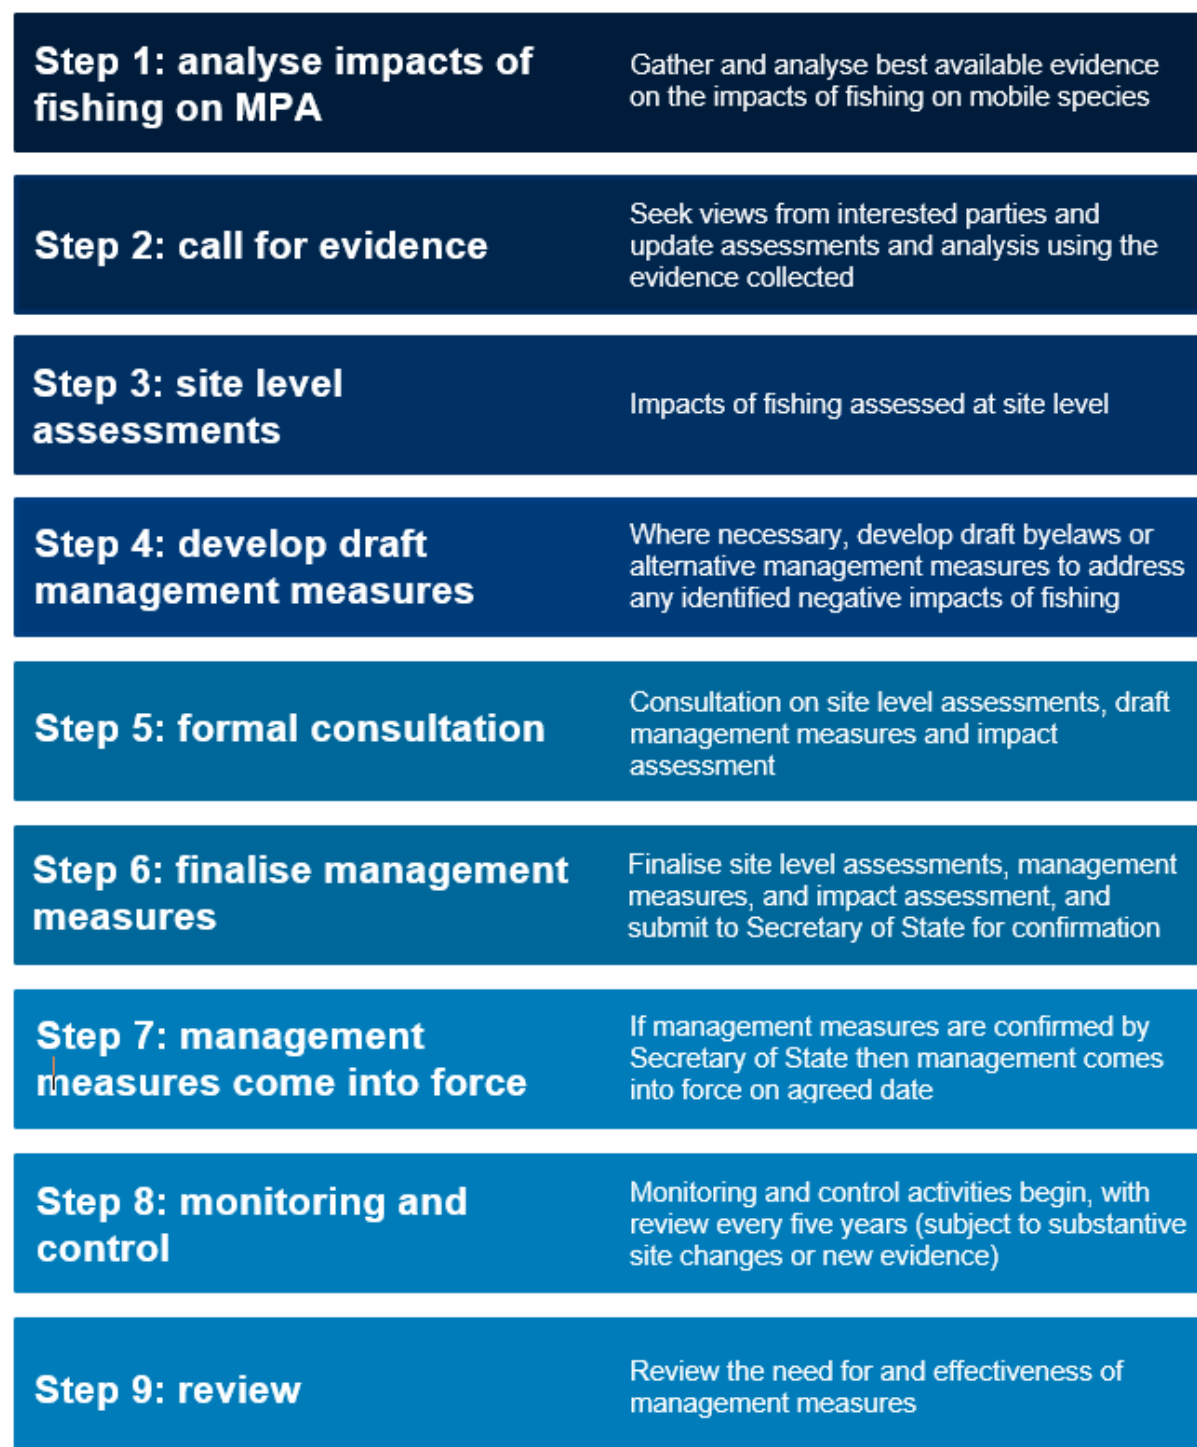 Step 1: analyse impacts of
fishing on MPA
Gather and analyse best available evidence
on the impacts of fishing on mobile species
Step 2: call for evidence
Seek views from interested parties and
update assessments and analysis using the
evidence collected
Step 3: site level
assessments
Impacts of fishing assessed at site level
Step 4: develop draft
management measures
Where necessary, develop draft byelaws or
alternative management measures to address
any identified negative impacts of fishing
Step 5: formal consultation
Consultation on site level assessments, draft
management measures and impact
assessment
Step 6: finalise management
measures
Finalise site level assessments, management
measures, and impact assessment, and
submit to Secretary of State for confirmation
Step 7: management
measures come into force
If management measures are confirmed by
Secretary of State then management comes
into force on agreed date
Step 8: monitoring and
control
Monitoring and control activities begin, with
review every five years (subject to substantive
site changes or new evidence)
Step 9: review
Review the need for and effectiveness of
management measures